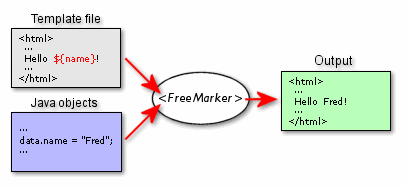 Template file
<html>
...
Hello ${name}!
...
</html>
Java objects
...
data.name = "Fred";
...
<FreeMarker>
Output
<html>
...
Hello Fred!
...
</html>